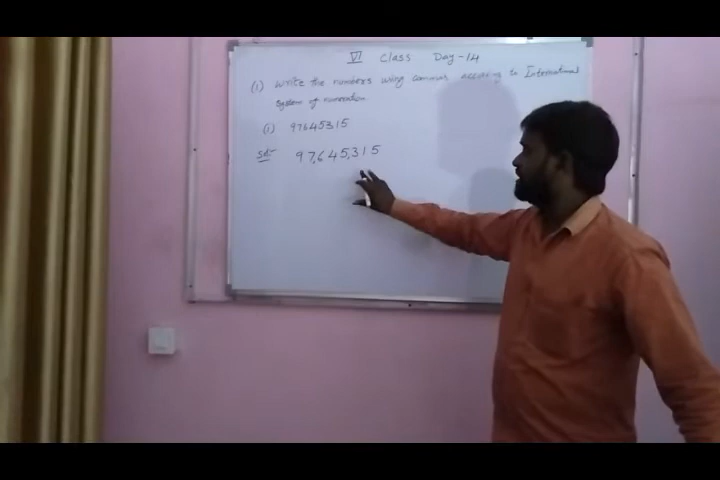 VI Class Day-14
(1) Write the numbers using commas according to International
system of numeration
(i) 97645315
Sol:- 97,645,315